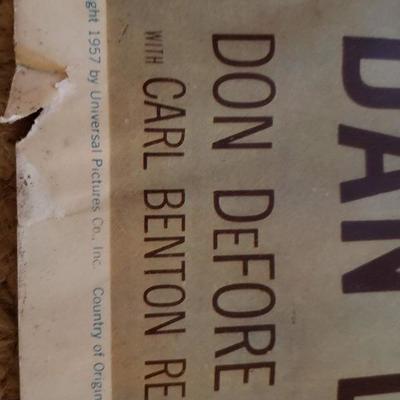 DAN
DON DEFORE
WITH CARL BENTON RE
ght 1957 by Universal Pictures Co., Inc. Country of Origin